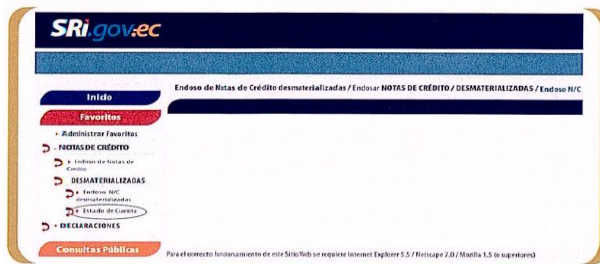 SRi.gov.ec
Endoso de Notas de Crédito desmaterializadas / Endosar NOTAS DE CRÉDITO / DESMATERIALIZADAS / Endoso N/C
Inicio
Favoritos
• Administrar Favoritos
- NOTAS DE CRÉDITO
• Endoso de Notas de
Crédito
DESMATERIALIZADAS
• Endoso N/C
desmaterializadas
• Estado de Cuenta
• DECLARACIONES
Consultas Públicas
Para el correcto funcionamiento de este Sitio Web se requiere Internet Explorer 5.5 / Netscape 7.0 / Mozilla 1.5 (o superiores)